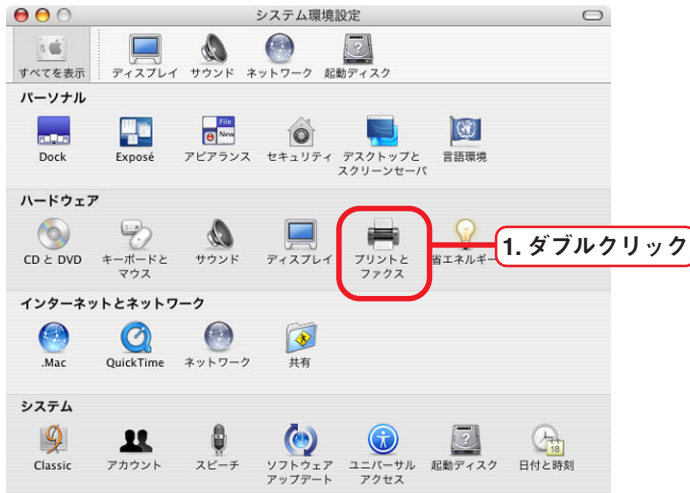 システム環境設定
すべてを表示 ディスプレイ サウンド ネットワーク 起動ディスク
パーソナル
File
New
Dock Exposé アピアランス セキュリティ デスクトップと
スクリーンセーバ 言語環境
ハードウェア
CD と DVD キーボードと
マウス サウンド ディスプレイ プリントと
ファクス 省エネルギー
1. ダブルクリック
インターネットとネットワーク
.Mac QuickTime ネットワーク 共有
システム
18
Classic アカウント スピーチ ソフトウェア
アップデート ユニバーサル
アクセス 起動ディスク 日付と時刻